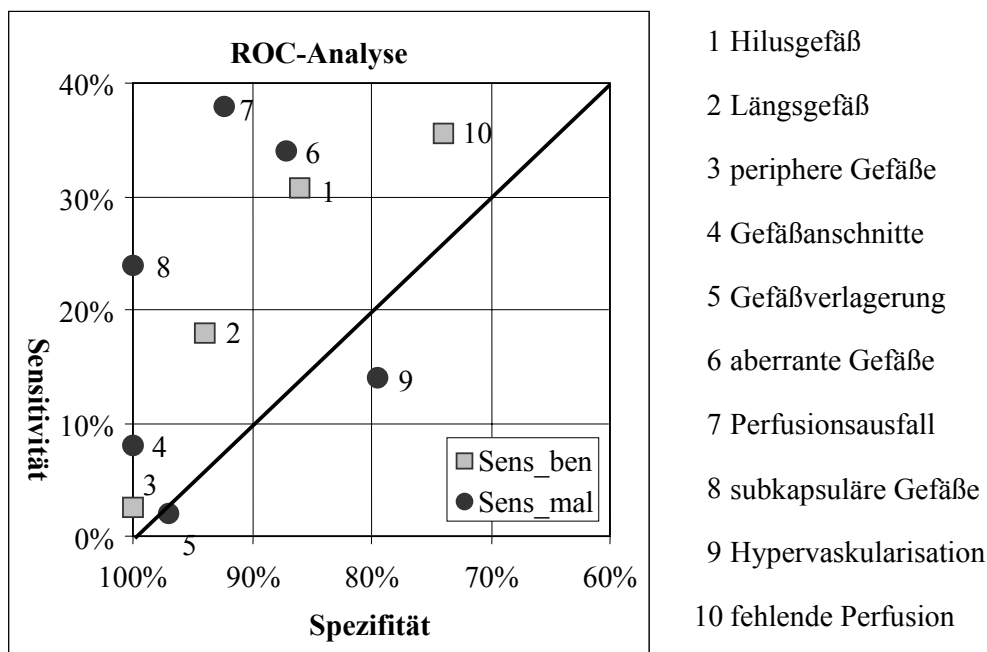 ROC-Analyse
40%
30%
20%
10%
0%
Sensitivität
7
10
6
1
8
2
9
4
3
5
Sens_ben
Sens_mal
100%
90%
80%
70%
60%
Spezifität
1 Hilusgefäß
2 Längsgefäß
3 periphere Gefäße
4 Gefäßanschnitte
5 Gefäßverlagerung
6 aberrante Gefäße
7 Perfusionsausfall
8 subkapsuläre Gefäße
9 Hypervaskularisation
10 fehlende Perfusion